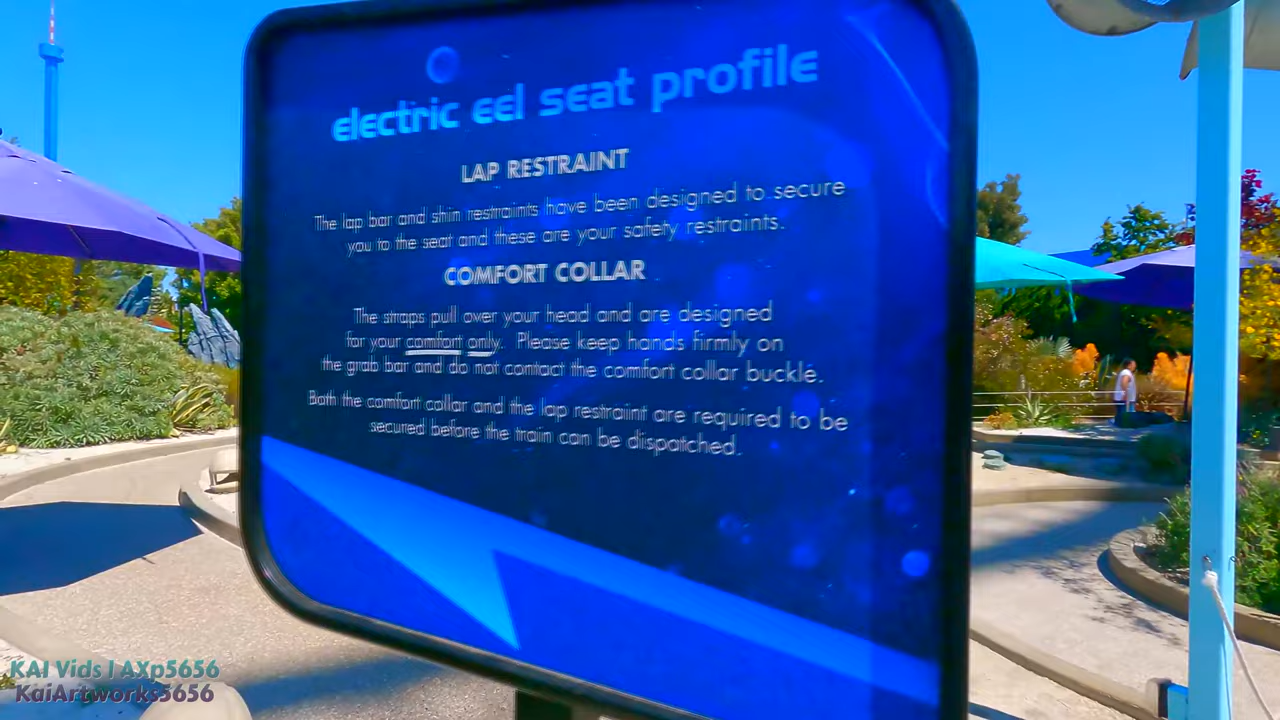 electric eel seat profile
LAP RESTRAINT
The lap bar and shin restraints have been designed to secure
you to the seat and these are your safety restraints.
COMFORT COLLAR
The straps pull over your head and are designed
for your comfort only. Please keep hands firmly on
the grab bar and do not contact the comfort collar buckle.
Both the comfort collar and the lap restraint are required to be
secured before the train can be dispatched.
KAI Vids | AXp5656
KaiArtworks5656